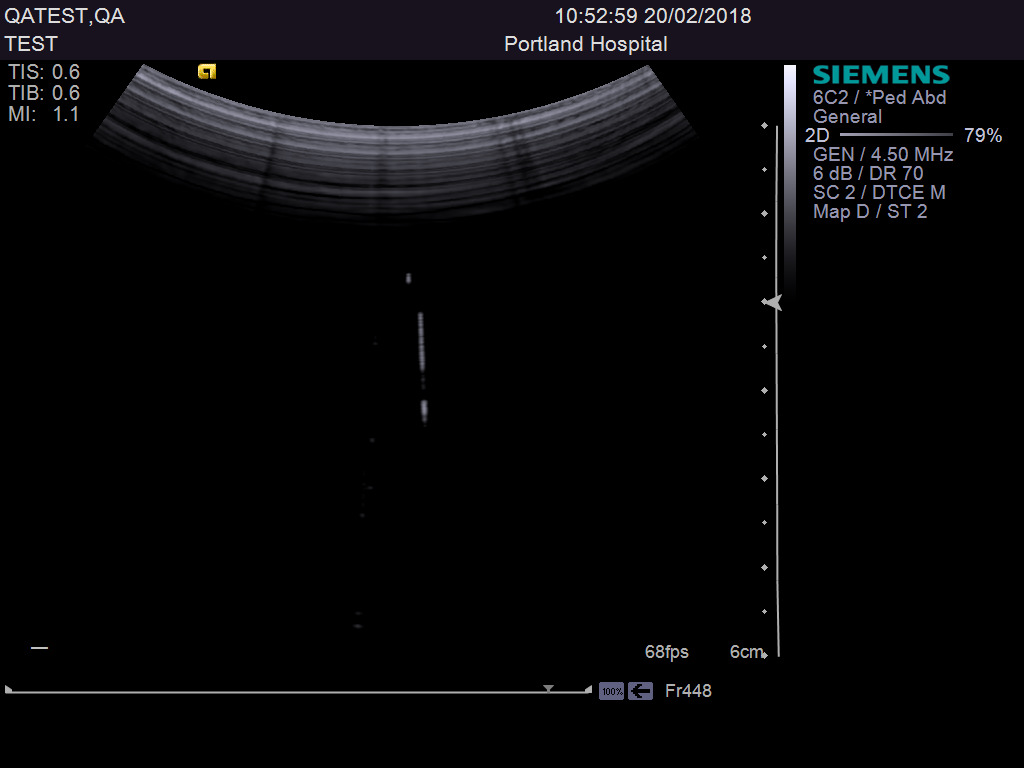 QATEST,QA
10:52:59 20/02/2018
TEST
Portland Hospital
TIS: 0.6
TIB: 0.6
MI: 1.1
SIEMENS
6C2 / *Ped Abd
General
2D 79%
GEN / 4.50 MHz
6 dB / DR 70
SC 2 / DTCE M
Map D / ST 2
68fps 6cm
100% Fr448